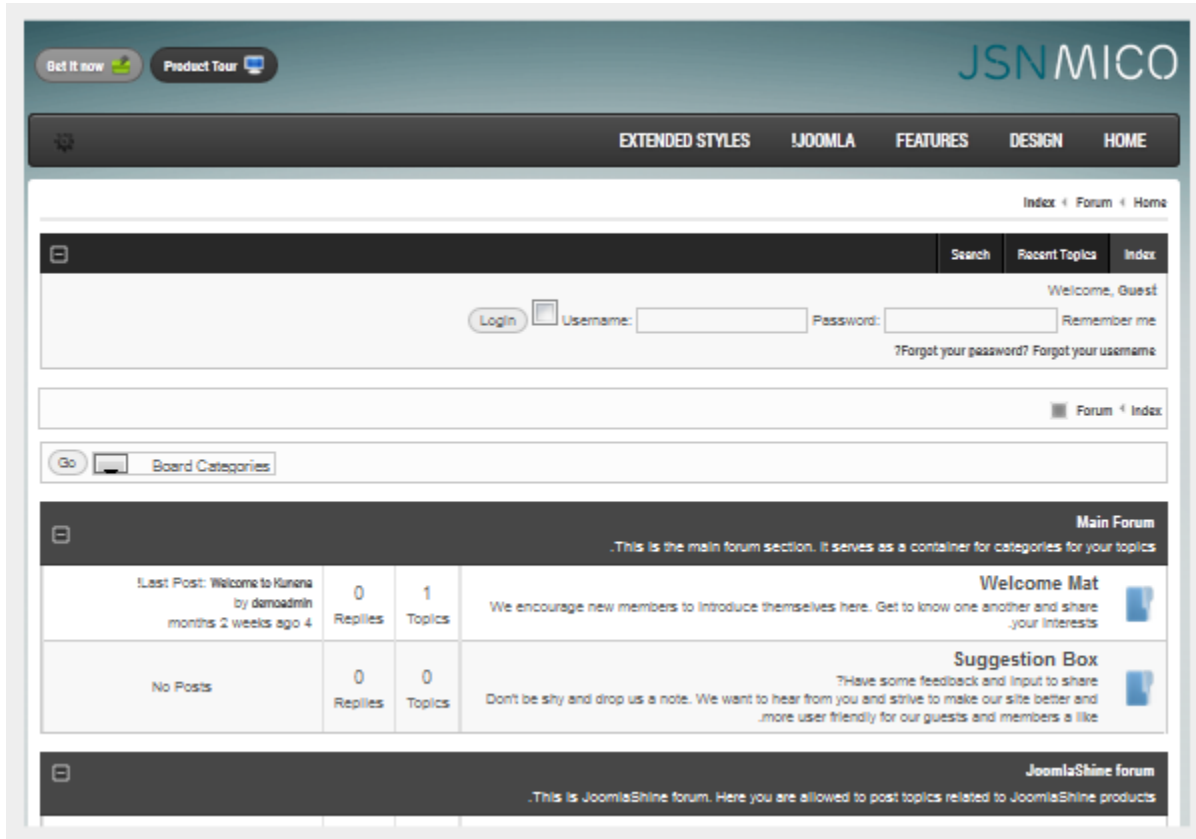 Get It now
Product Tour
JSN MICO
EXTENDED STYLES !JOOMLA FEATURES DESIGN HOME
Index Forum Home
Search Recent Topics Index
Welcome, Guest
Login Username: Password: Remember me
?Forgot your password? Forgot your username
Forum Index
Go Board Categories
Main Forum
.This is the main forum section. It serves as a container for categories for your topics
!Last Post: Welcome to Kunena
by demoadmin
months 2 weeks ago 4
0
Replies
1
Topics
Welcome Mat
We encourage new members to introduce themselves here. Get to know one another and share
.your interests
No Posts
0
Replies
0
Topics
Suggestion Box
?Have some feedback and input to share
Don't be shy and drop us a note. We want to hear from you and strive to make our site better and
.more user friendly for our guests and members a like
JoomlaShine forum
.This is JoomlaShine forum. Here you are allowed to post topics related to JoomlaShine products